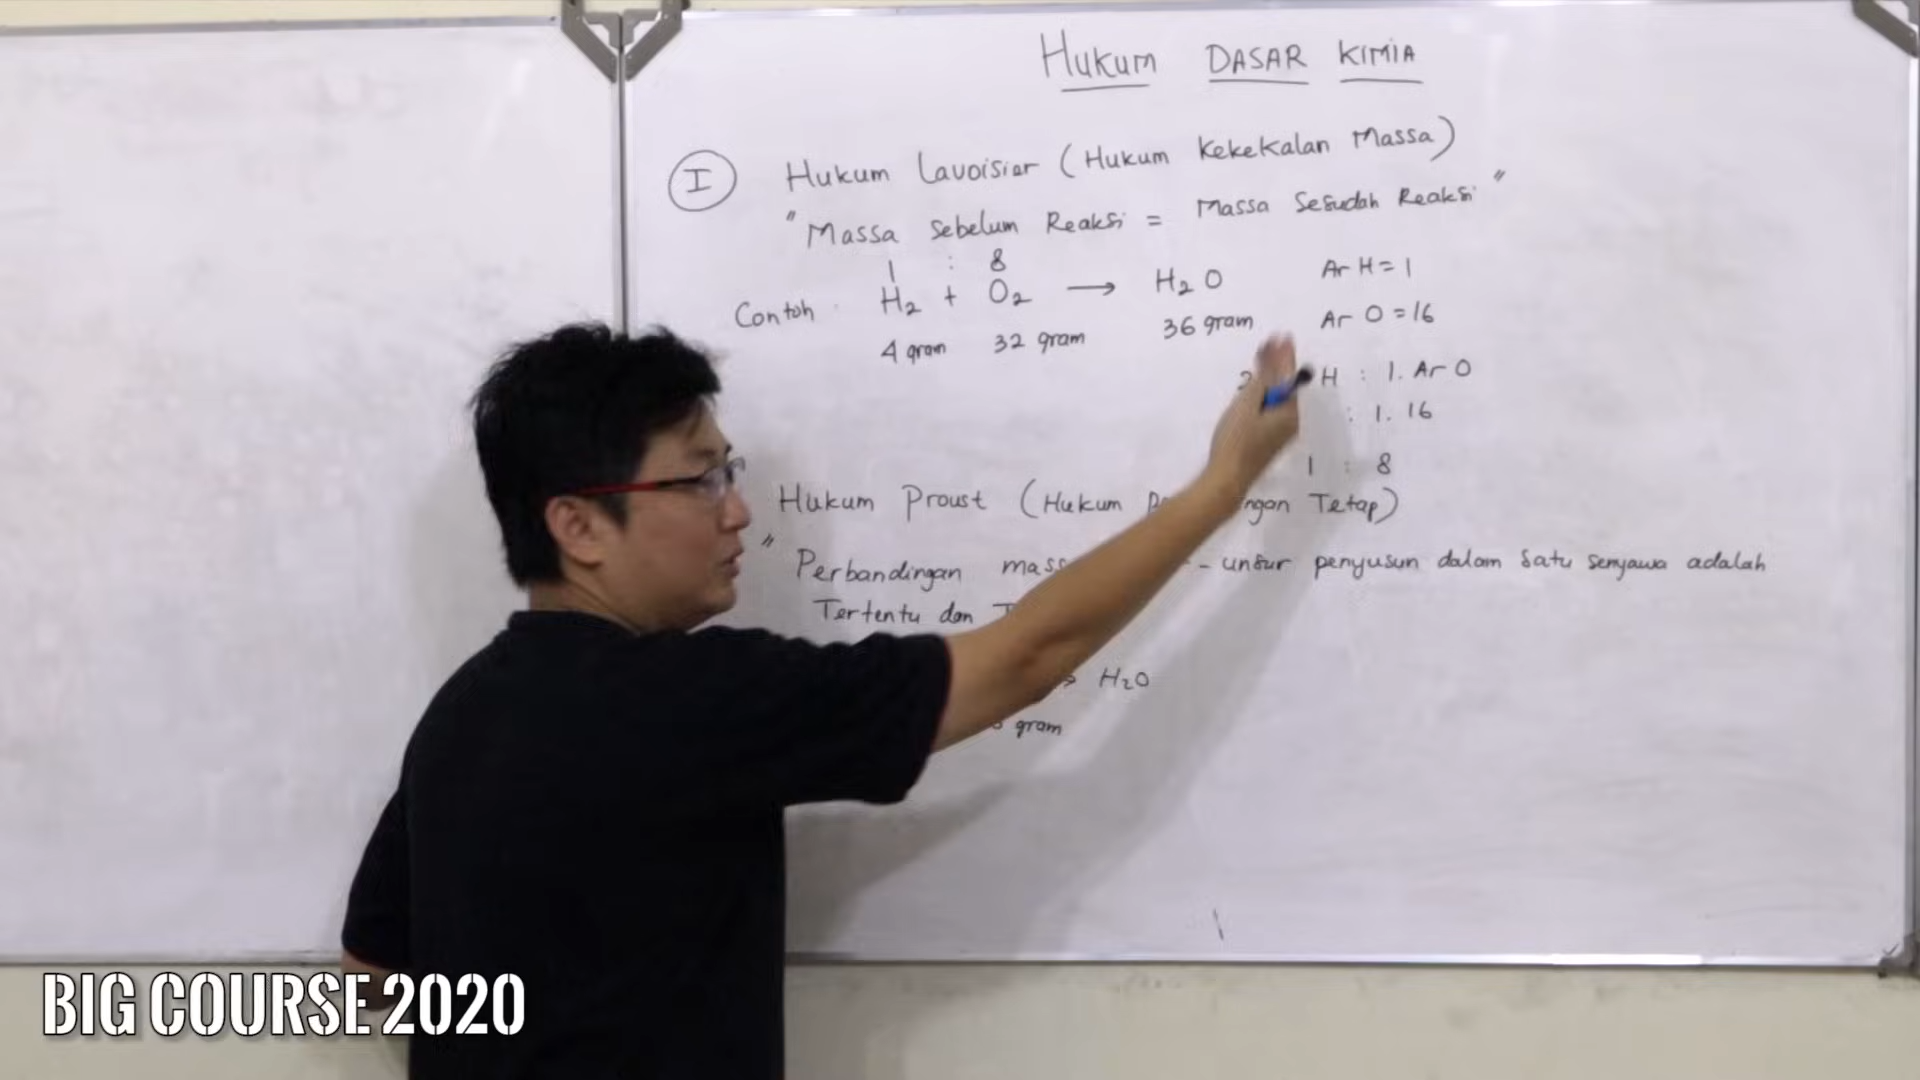 Hukum DASAR KIMIA
I Hukum Lavoisier (Hukum Kekekalan Massa)
" Massa Sebelum Reaksi = Massa Sesudah Reaksi "
1 : 8
Contoh H₂ + O₂ → H₂O Ar H = 1
4 gram 32 gram 36 gram Ar O = 16
H : 1. Ar O
: 1. 16
1 : 8
Hukum Proust (Hukum Tetap)
" Perbandingan - unsur penyusun dalam satu senyawa adalah
Tertentu dan
→ H₂O
gram
BIG COURSE 2020